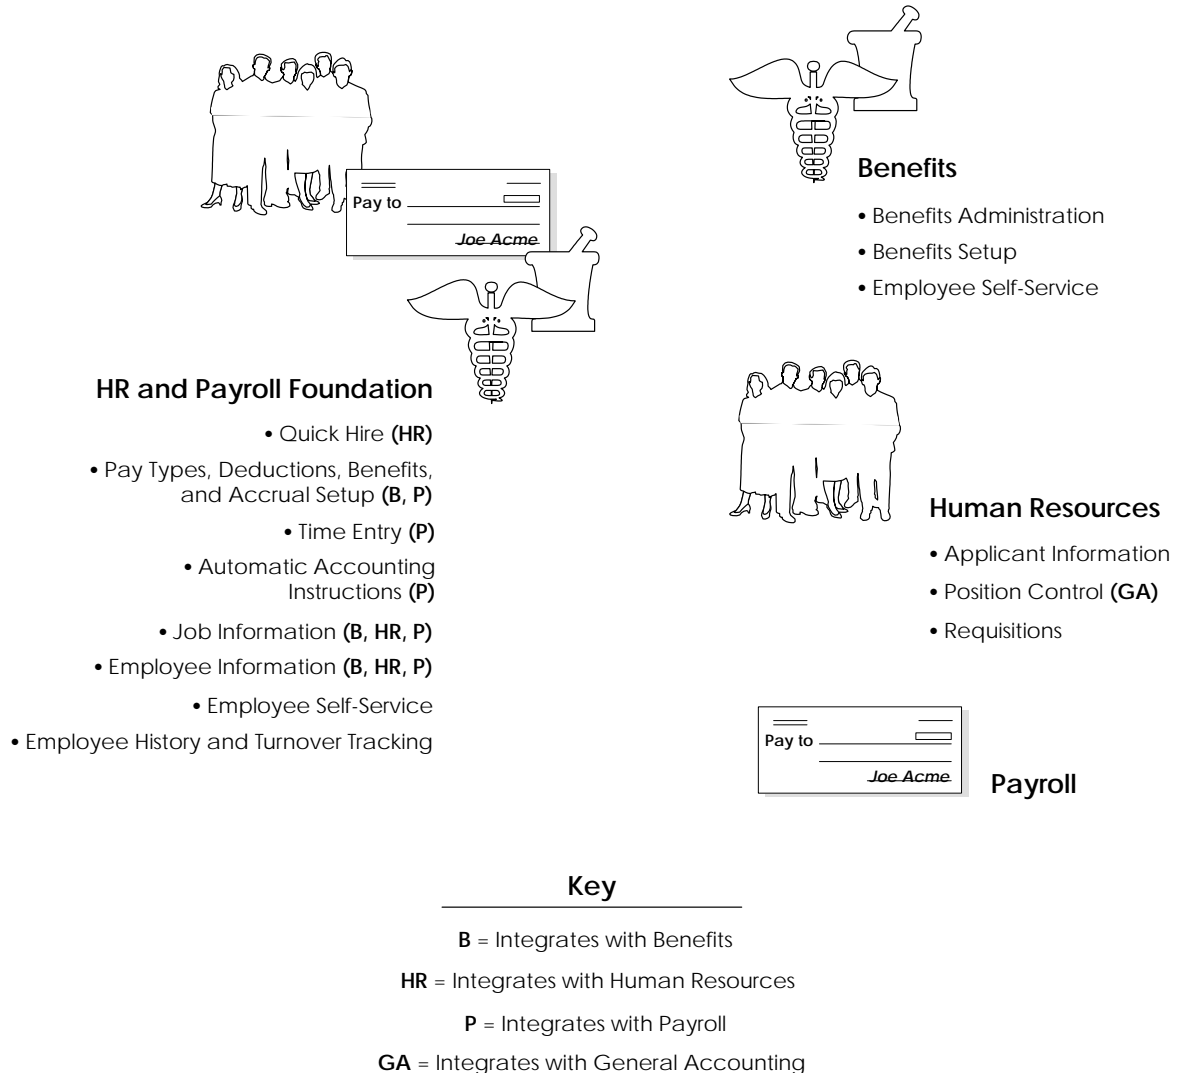 Pay to
Joe Acme
HR and Payroll Foundation
• Quick Hire (HR)
• Pay Types, Deductions, Benefits,
and Accrual Setup (B, P)
• Time Entry (P)
• Automatic Accounting
Instructions (P)
• Job Information (B, HR, P)
• Employee Information (B, HR, P)
• Employee Self-Service
• Employee History and Turnover Tracking
Benefits
• Benefits Administration
• Benefits Setup
• Employee Self-Service
Human Resources
• Applicant Information
• Position Control (GA)
• Requisitions
Pay to
Joe Acme
Payroll
Key
B = Integrates with Benefits
HR = Integrates with Human Resources
P = Integrates with Payroll
GA = Integrates with General Accounting